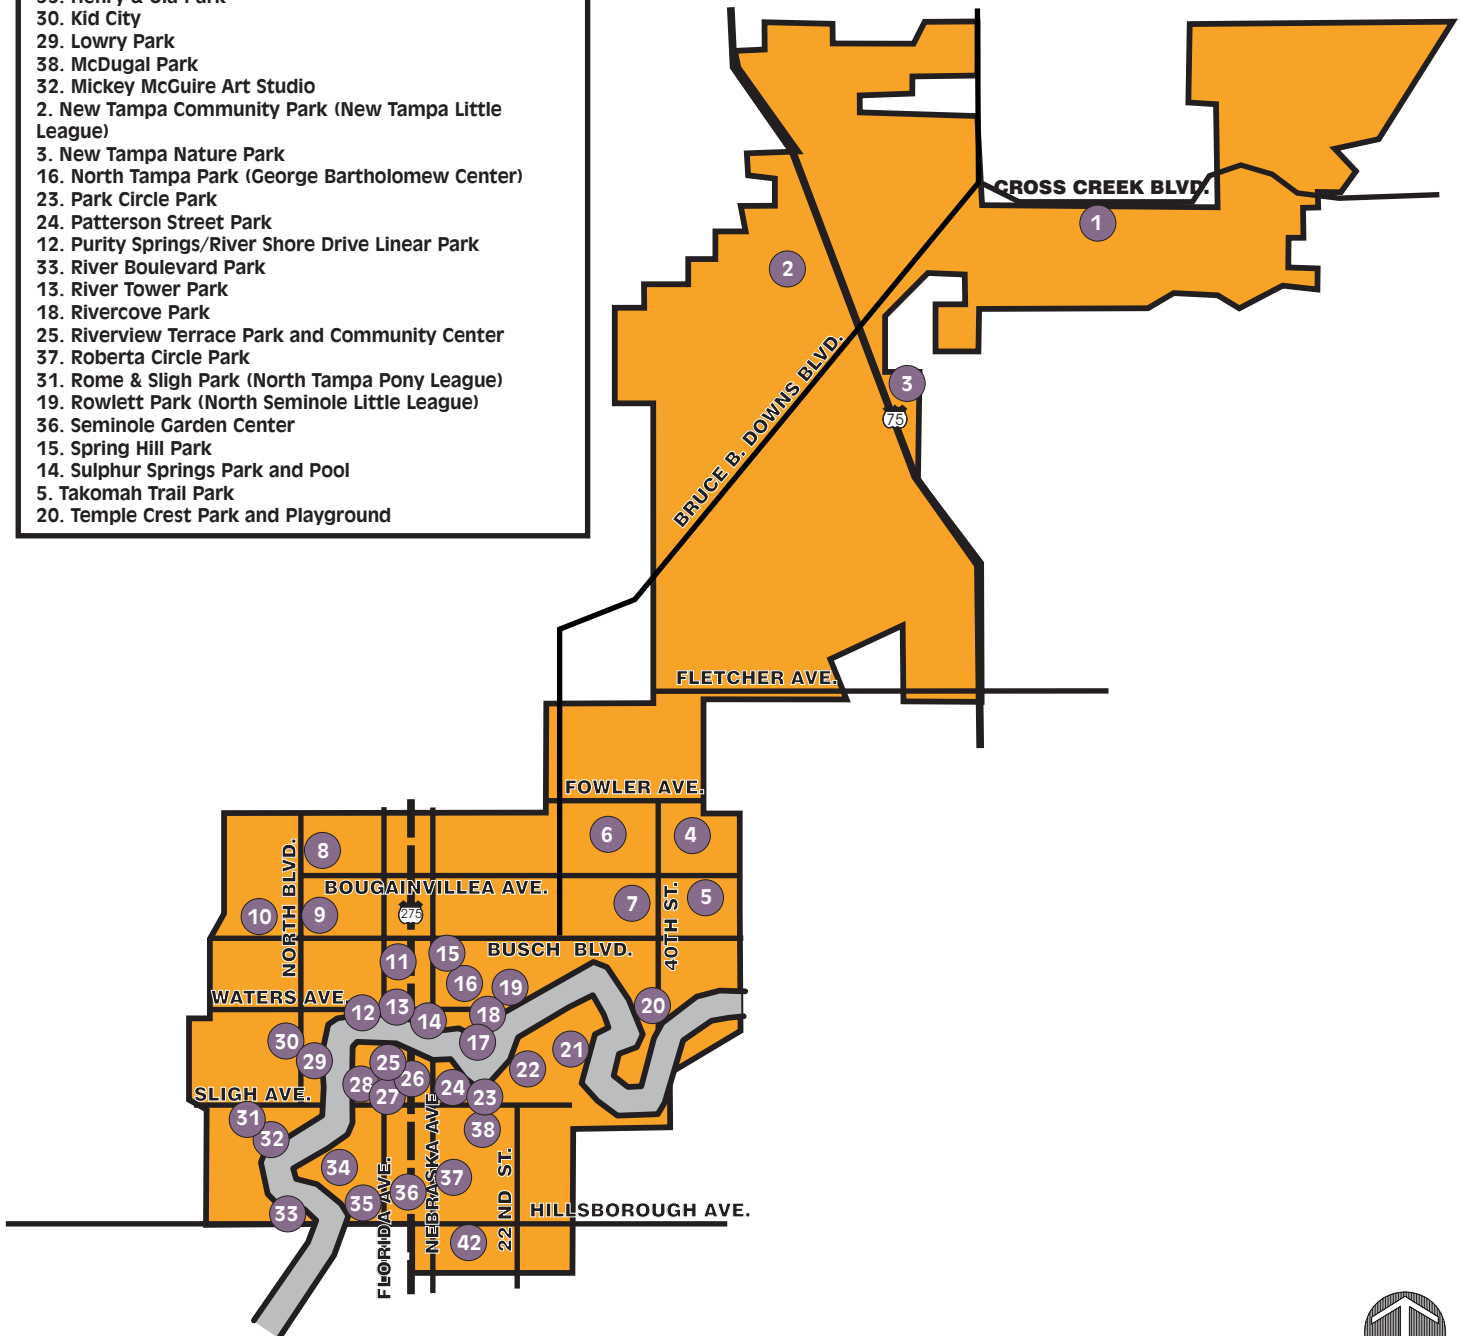 35. Henry & Ola Park
30. Kid City
29. Lowry Park
38. McDugal Park
32. Mickey McGuire Art Studio
2. New Tampa Community Park (New Tampa Little
League)
3. New Tampa Nature Park
16. North Tampa Park (George Bartholomew Center)
23. Park Circle Park
24. Patterson Street Park
12. Purity Springs/River Shore Drive Linear Park
33. River Boulevard Park
13. River Tower Park
18. Rivercove Park
25. Riverview Terrace Park and Community Center
37. Roberta Circle Park
31. Rome & Sligh Park (North Tampa Pony League)
19. Rowlett Park (North Seminole Little League)
36. Seminole Garden Center
15. Spring Hill Park
14. Sulphur Springs Park and Pool
5. Takomah Trail Park
20. Temple Crest Park and Playground
CROSS CREEK BLVD.
1
2
BRUCE B. DOWNS BLVD.
3
75
FLETCHER AVE.
FOWLER AVE.
6
4
8
NORTH BLVD.
BOUGAINVILLEA AVE.
40TH ST.
7
5
10
9
275
BUSCH BLVD.
11
15
16
19
WATERS AVE.
12
13
14
18
20
17
30
29
25
21
22
28
26
27
24
23
SLIGH AVE.
31
32
38
NEBRASKA AVE
34
37
22 ND ST.
FLORIDA AVE.
35
36
33
HILLSBOROUGH AVE.
42